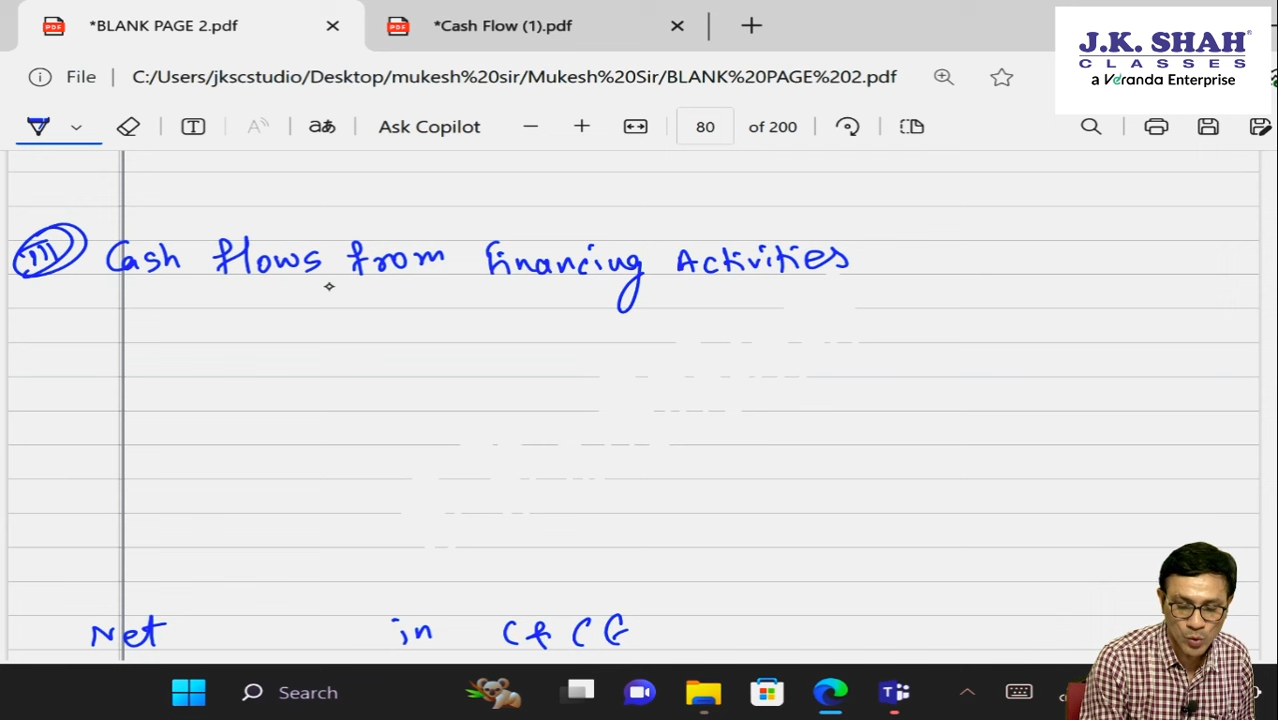 *BLANK PAGE 2.pdf
*Cash Flow (1).pdf
J.K. SHAH®
CLASSES
a Veranda Enterprise
File
C:/Users/jkscstudio/Desktop/mukesh%20sir/Mukesh%20Sir/BLANK%20PAGE%202.pdf
aあ Ask Copilot 80 of 200
III Cash flows from financing Activities
Net in C & CE
Search